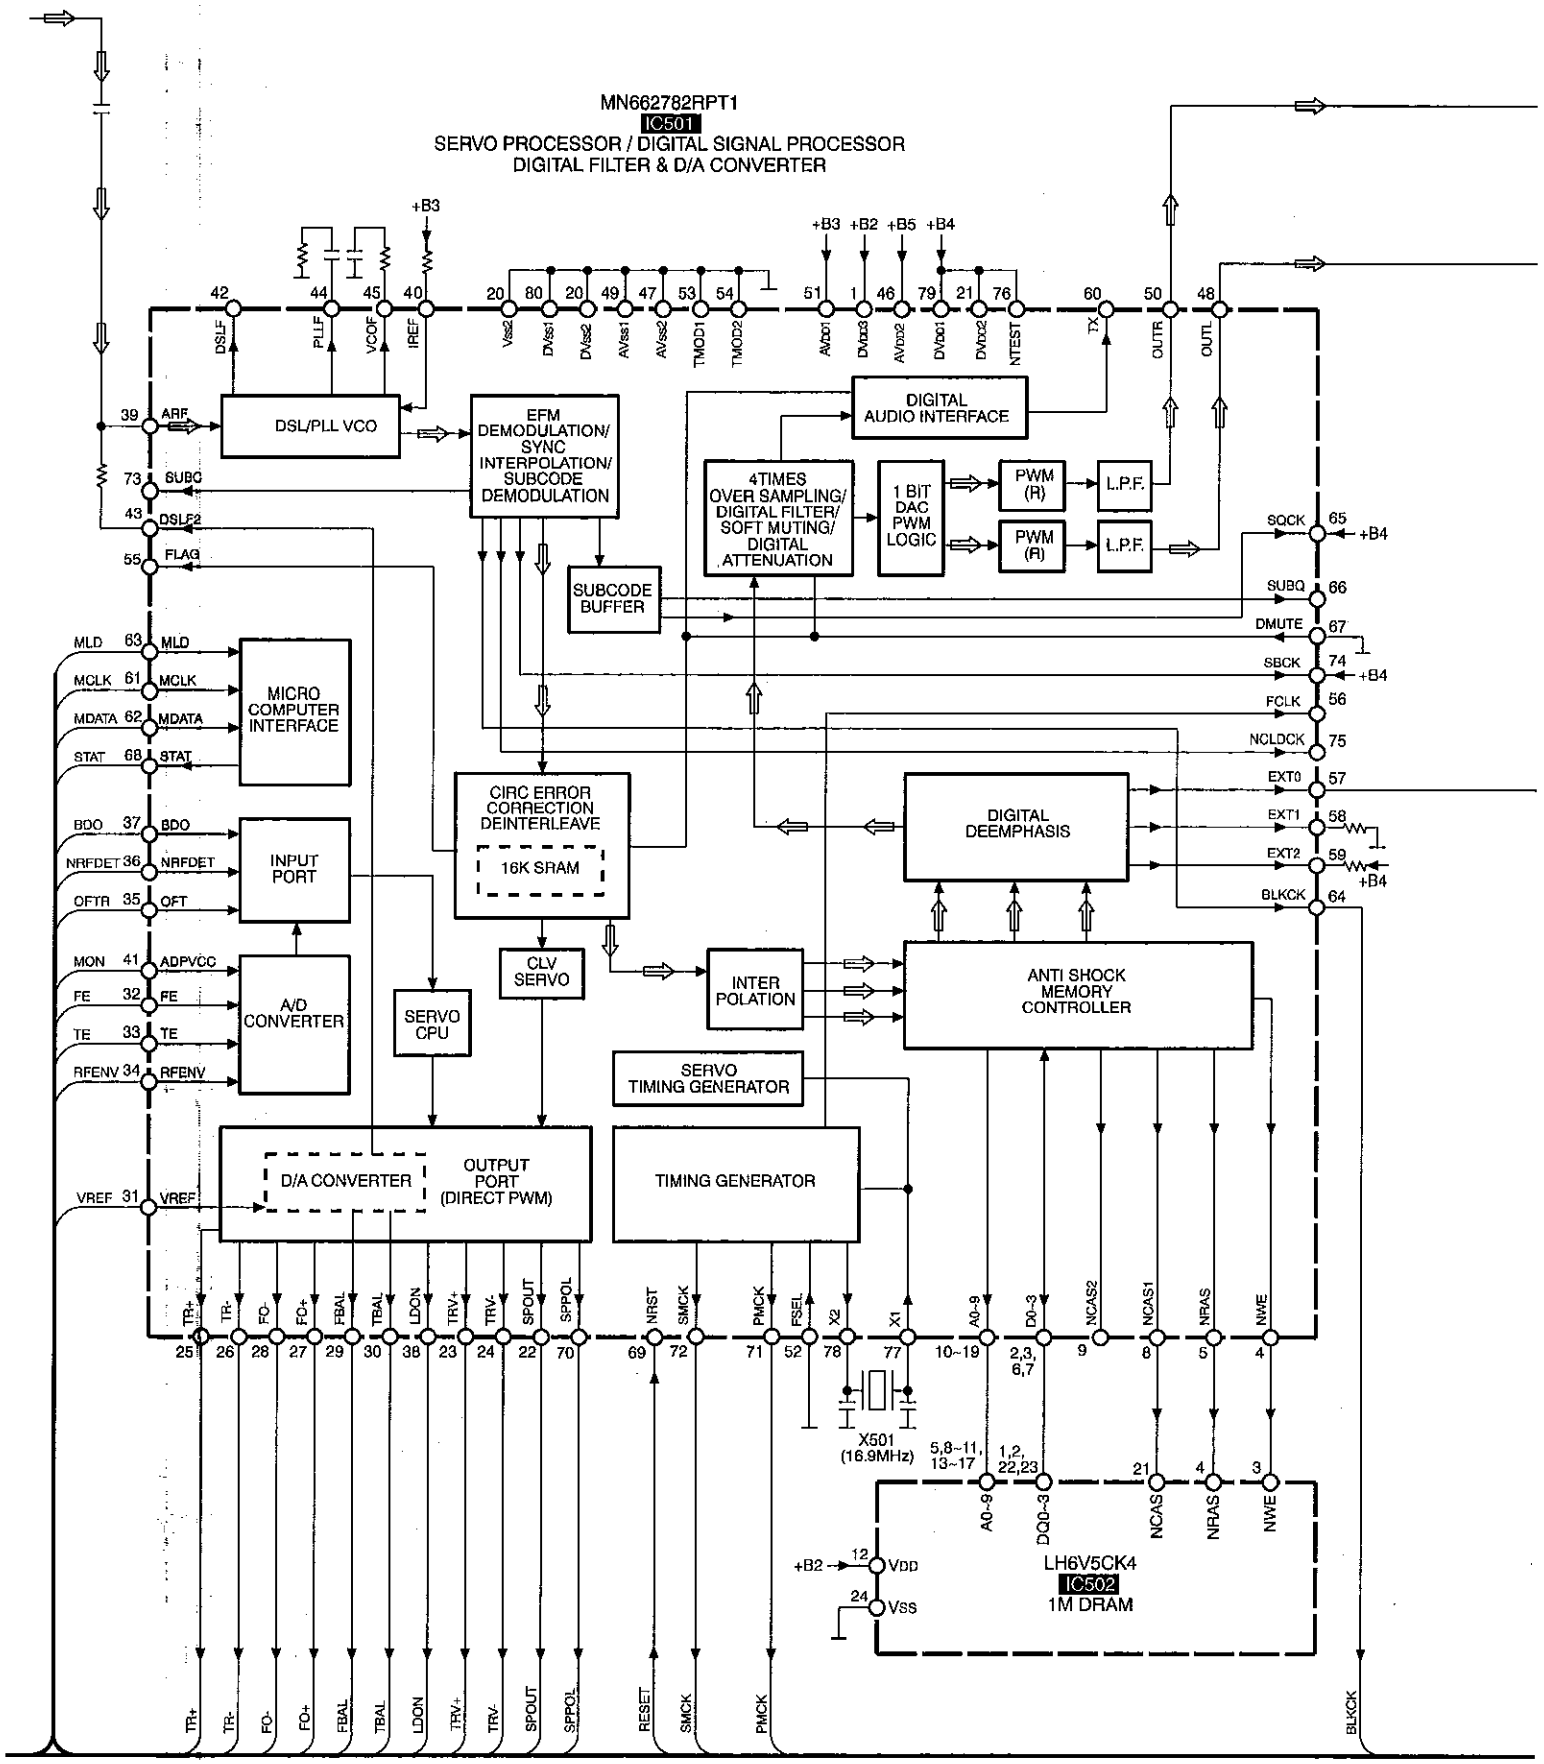 MN662782RPT1
IC501
SERVO PROCESSOR / DIGITAL SIGNAL PROCESSOR
DIGITAL FILTER & D/A CONVERTER
+B3
+B3 +B2 +B5 +B4
42 44 45 40 20 80 20 49 47 53 54 51 1 46 79 21 76 60 50 48
DSLF PLLF VCOF IREF Vss2 DVss1 DVss2 AVss1 AVss2 TMOD1 TMOD2 AVDD1 DVDD3 AVDD2 DVDD1 DVDD2 NTEST TX OUTR OUTL
39 ARF
DSL/PLL VCO
EFM
DEMODULATION/
SYNC
INTERPOLATION/
SUBCODE
DEMODULATION
DIGITAL
AUDIO INTERFACE
4TIMES
OVER SAMPLING/
DIGITAL FILTER/
SOFT MUTING/
DIGITAL
ATTENUATION
1 BIT
DAC
PWM
LOGIC
PWM
(R)
L.P.F.
PWM
(R)
L.P.F.
73 SUBC
43 DSLF2
55 FLAG
SUBCODE
BUFFER
SQCK 65
+B4
SUBQ 66
DMUTE 67
SBCK 74
+B4
FCLK 56
NCLDCK 75
EXT0 57
EXT1 58
EXT2 59
+B4
BLKCK 64
MLD 63 MLD
MCLK 61 MCLK
MDATA 62 MDATA
STAT 68 STAT
MICRO
COMPUTER
INTERFACE
BDO 37 BDO
NRFDET 36 NRFDET
OFTR 35 OFT
INPUT
PORT
CIRC ERROR
CORRECTION
DEINTERLEAVE
16K SRAM
DIGITAL
DEEMPHASIS
MON 41 ADPVCC
FE 32 FE
TE 33 TE
RFENV 34 RFENV
A/D
CONVERTER
SERVO
CPU
CLV
SERVO
INTER
POLATION
ANTI SHOCK
MEMORY
CONTROLLER
SERVO
TIMING GENERATOR
VREF 31 VREF
D/A CONVERTER
OUTPUT
PORT
(DIRECT PWM)
TIMING GENERATOR
TR+ TR- FO- FO+ FBAL TBAL LDON TRV+ TRV- SPOUT SPPOL NRST SMCK PMCK FSEL X2 X1 A0~9 D0~3 NCAS2 NCAS1 NRAS NWE
25 26 28 27 29 30 38 23 24 22 70 69 72 71 52 78 77 10~19 2,3, 9 8 5 4
6,7
X501
(16.9MHz)
5,8~11,
13~17
1,2,
22,23
21 4 3
A0~9 DQ0~3 NCAS NRAS NWE
+B2 12 VDD
24 VSS
LH6V5CK4
IC502
1M DRAM
TR+ TR- FO- FO+ FBAL TBAL LDON TRV+ TRV- SPOUT SPPOL RESET SMCK PMCK BLKCK